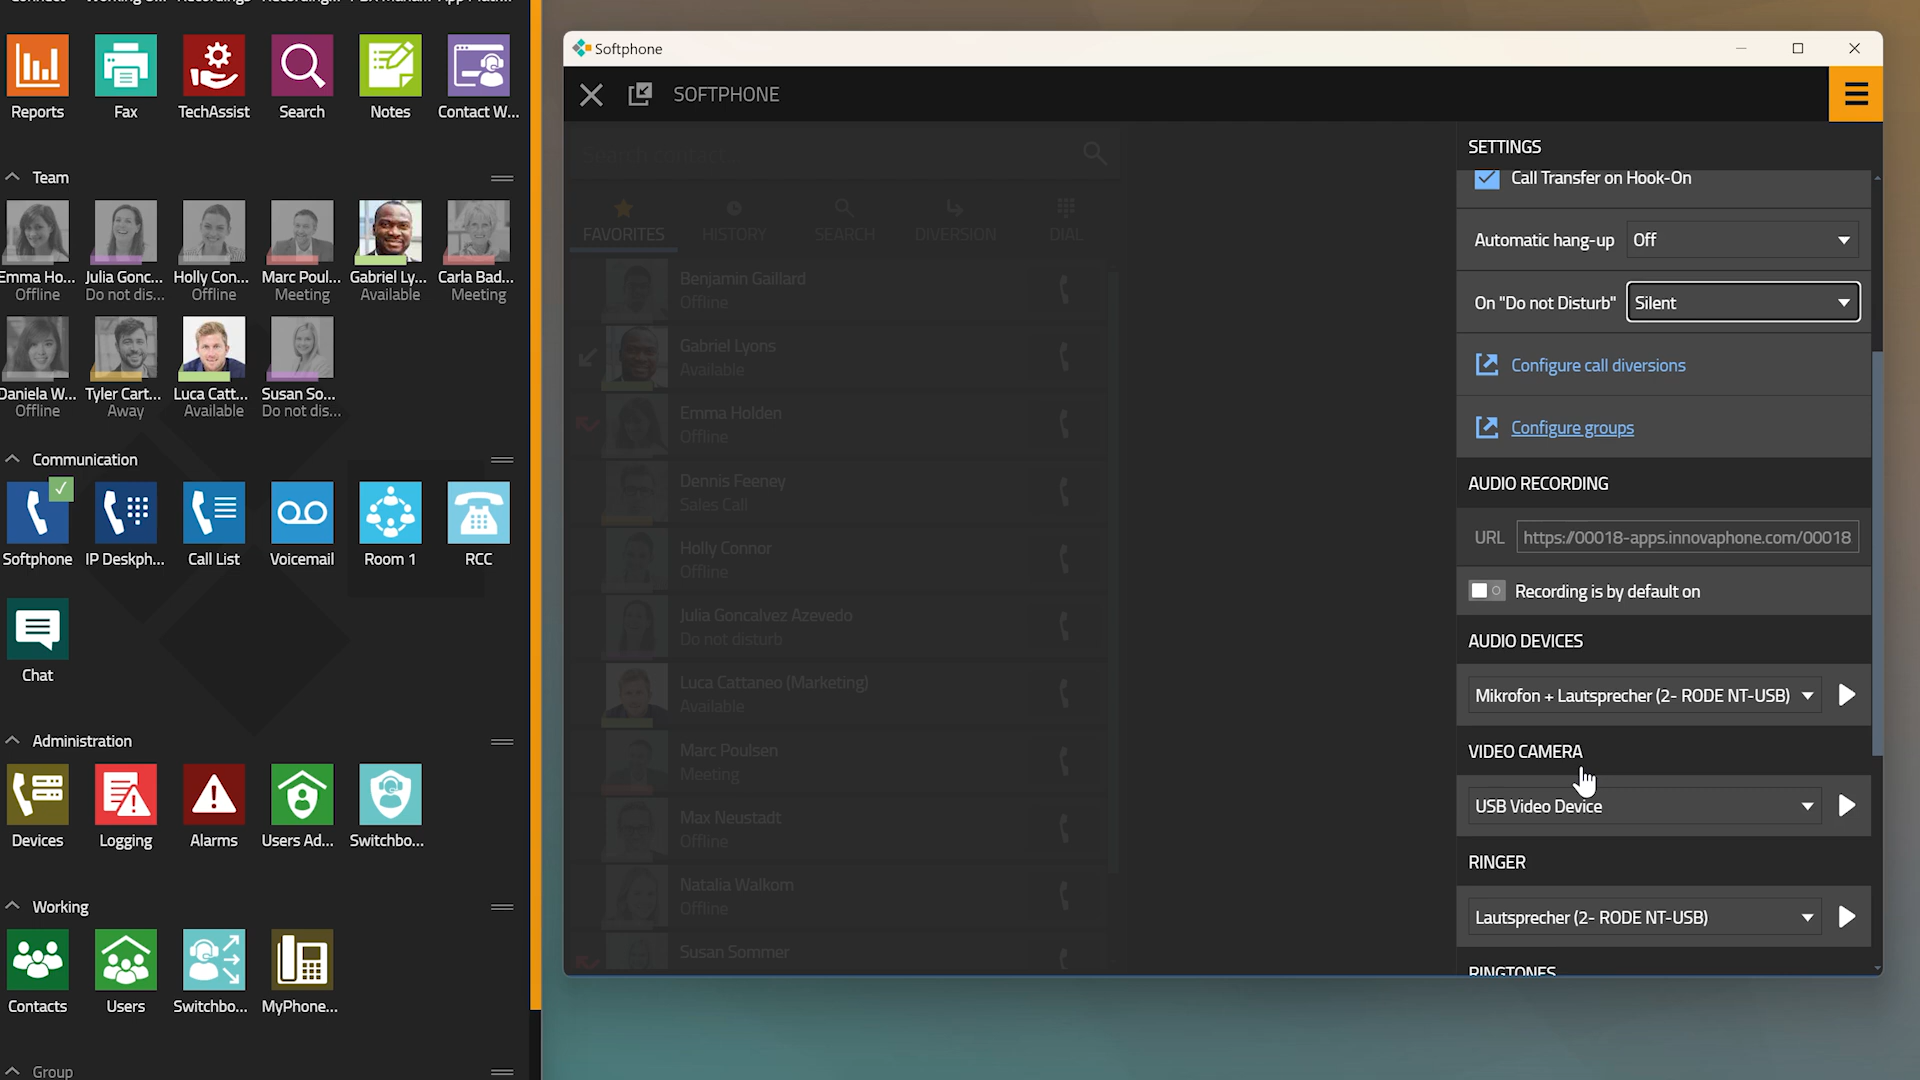 Reports
Fax
TechAssist
Search
Notes
Contact W...
Team
Emma Ho...
Offline
Julia Gonc...
Do not dis...
Holly Con...
Offline
Marc Poul...
Meeting
Gabriel Ly...
Available
Carla Bad...
Meeting
Daniela W...
Offline
Tyler Cart...
Away
Luca Catt...
Available
Susan So...
Do not dis...
Communication
Softphone
IP Deskph...
Call List
Voicemail
Room 1
RCC
Chat
Administration
Devices
Logging
Alarms
Users Ad...
Switchbo...
Working
Contacts
Users
Switchbo...
MyPhone...
Group
Softphone
SOFTPHONE
Search contact...
FAVORITES
HISTORY
SEARCH
DIVERSION
DIAL
Benjamin Gaillard
Offline
Gabriel Lyons
Available
Emma Holden
Offline
Dennis Feeney
Sales Call
Holly Connor
Offline
Julia Goncalvez Azevedo
Do not disturb
Luca Cattaneo (Marketing)
Available
Marc Poulsen
Meeting
Max Neustadt
Offline
Natalia Walkom
Offline
Susan Sommer
SETTINGS
Call Transfer on Hook-On
Automatic hang-up Off
On "Do not Disturb" Silent
Configure call diversions
Configure groups
AUDIO RECORDING
URL https://00018-apps.innovaphone.com/00018
Recording is by default on
AUDIO DEVICES
Mikrofon + Lautsprecher (2- RODE NT-USB)
VIDEO CAMERA
USB Video Device
RINGER
Lautsprecher (2- RODE NT-USB)
RINGTONES